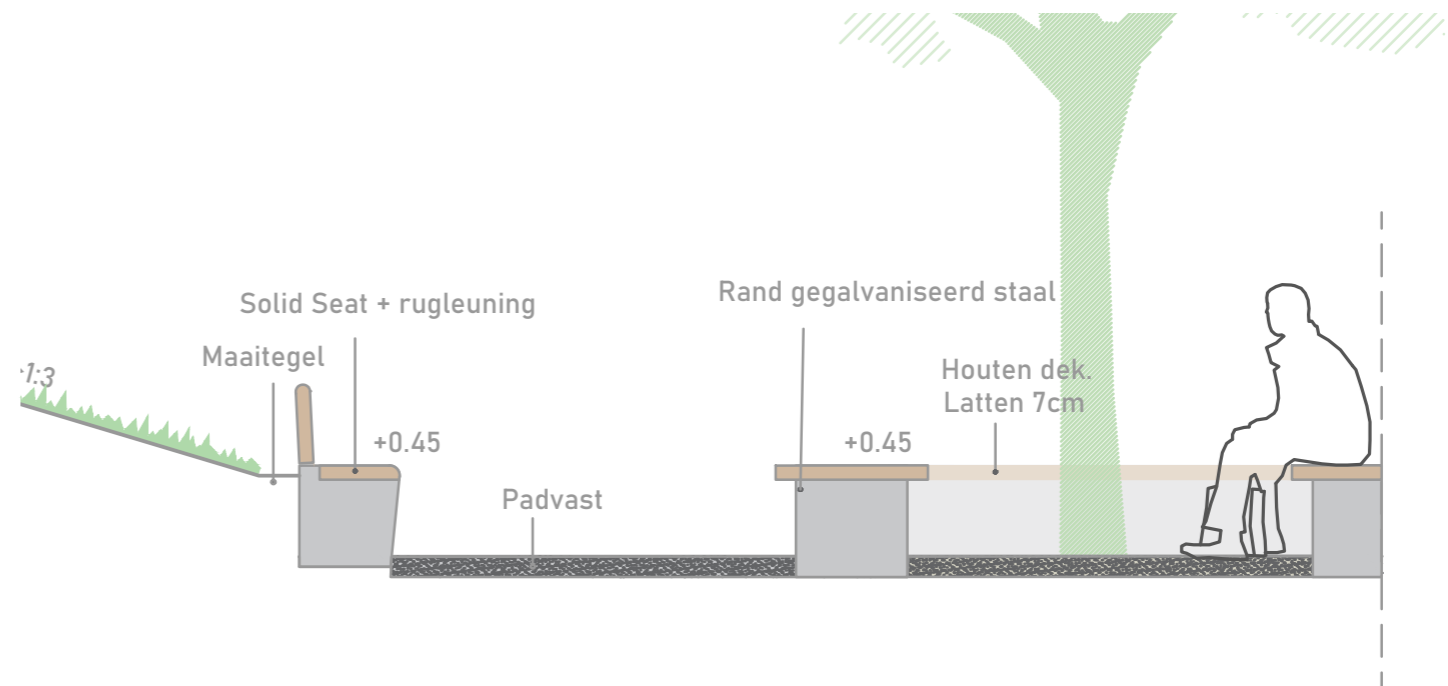 Solid Seat + rugleuning
Rand gegalvaniseerd staal
Maaitegel
1:3
Houten dek.
Latten 7cm
+0.45
+0.45
Padvast